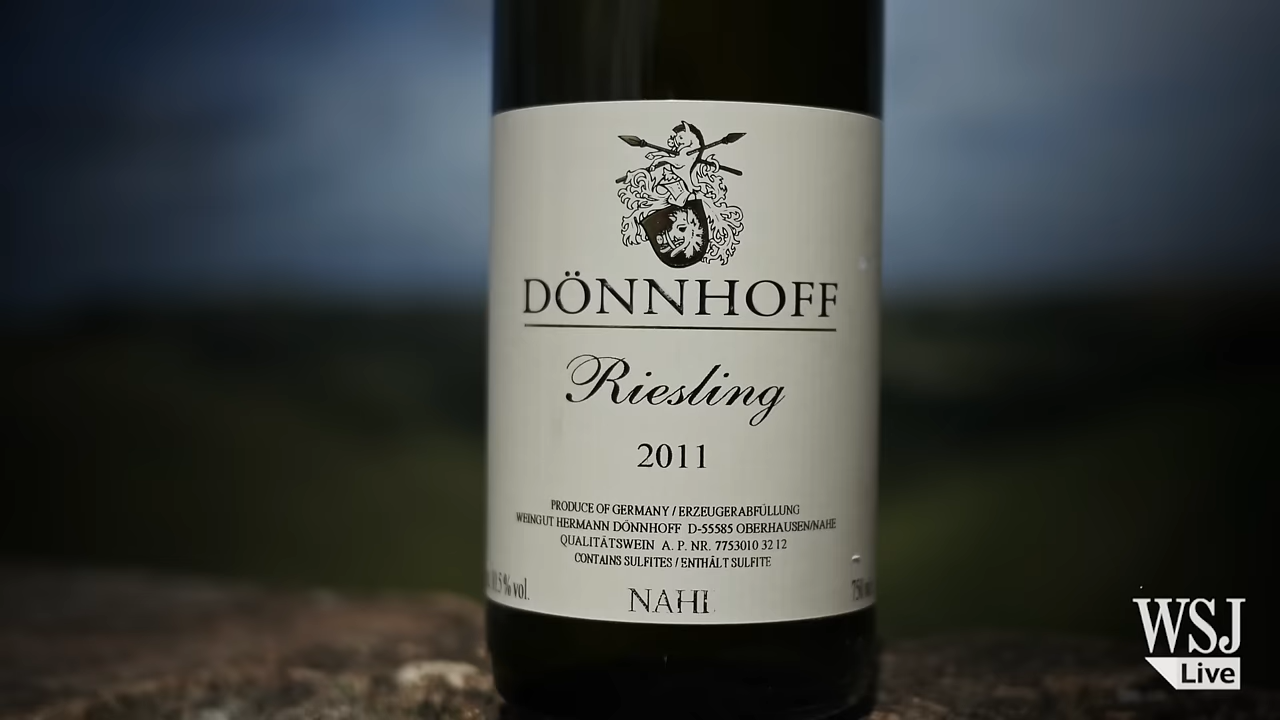 DÖNNHOFF
Riesling
2011
PRODUCE OF GERMANY / ERZEUGERABFÜLLUNG
WEINGUT HERMANN DÖNNHOFF D-55585 OBERHAUSEN/NAHE
QUALITÄTSWEIN A. P. NR. 7753010 32 12
CONTAINS SULFITES / ENTHÄLT SULFITE
% vol.
WSJ
Live